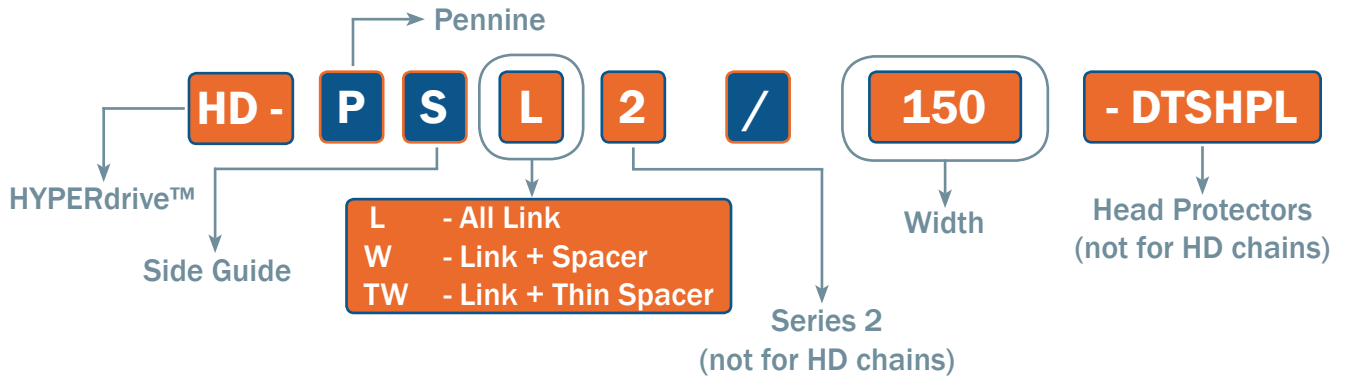 Pennine
HD - P S L 2 / 150 - DTSHPL
HYPERdrive™
Side Guide
L - All Link
W - Link + Spacer
TW - Link + Thin Spacer
Series 2
(not for HD chains)
Width
Head Protectors
(not for HD chains)